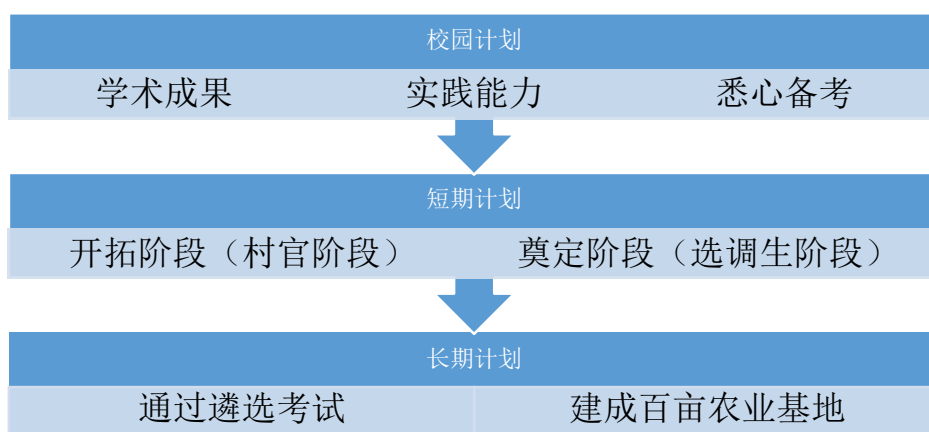 校园计划
学术成果 实践能力 悉心备考
短期计划
开拓阶段（村官阶段） 奠定阶段（选调生阶段）
长期计划
通过遴选考试 建成百亩农业基地